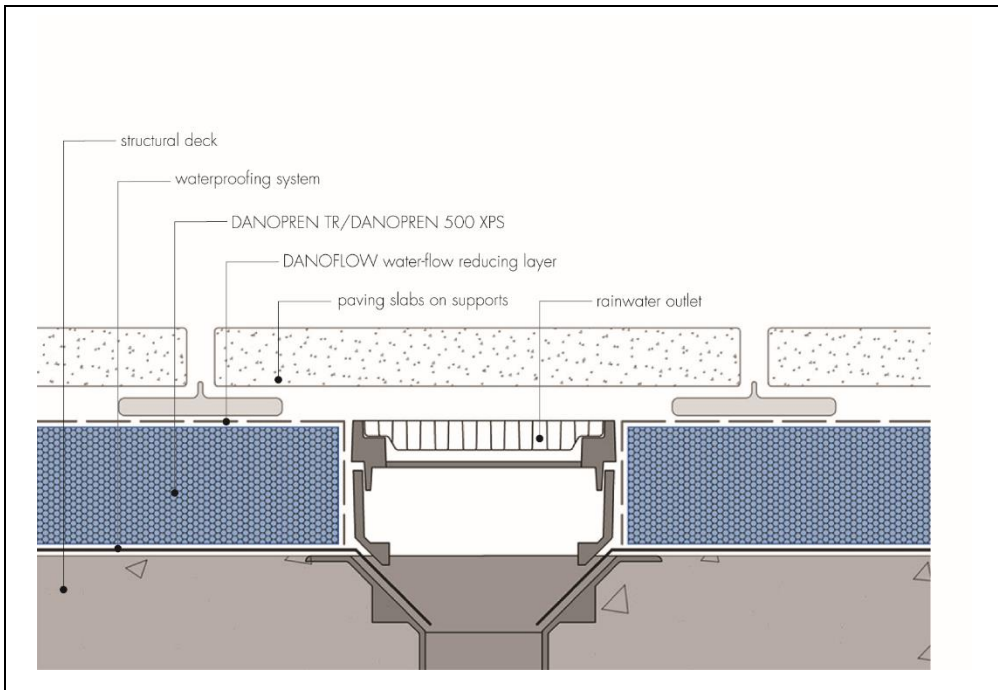 structural deck
waterproofing system
DANOPREN TR/DANOPREN 500 XPS
DANOFLOW water-flow reducing layer
paving slabs on supports
rainwater outlet